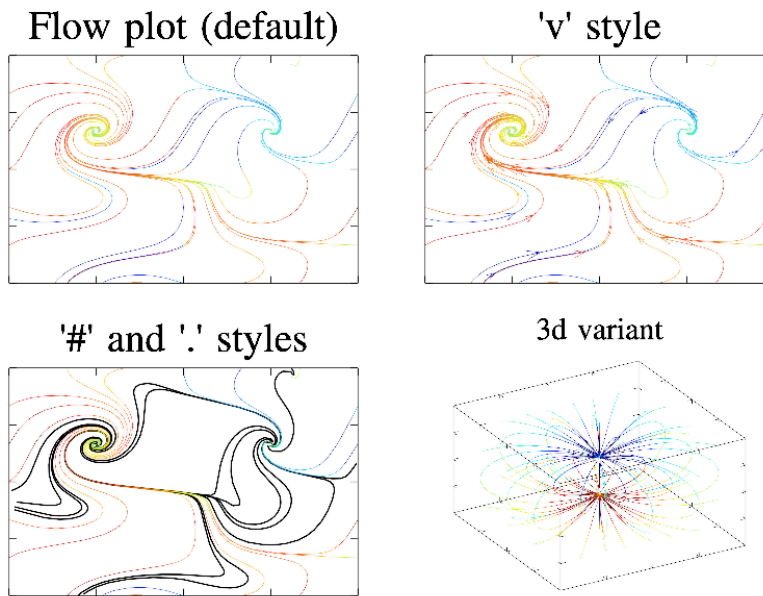 Flow plot (default)
'v' style
'#' and '.' styles
3d variant